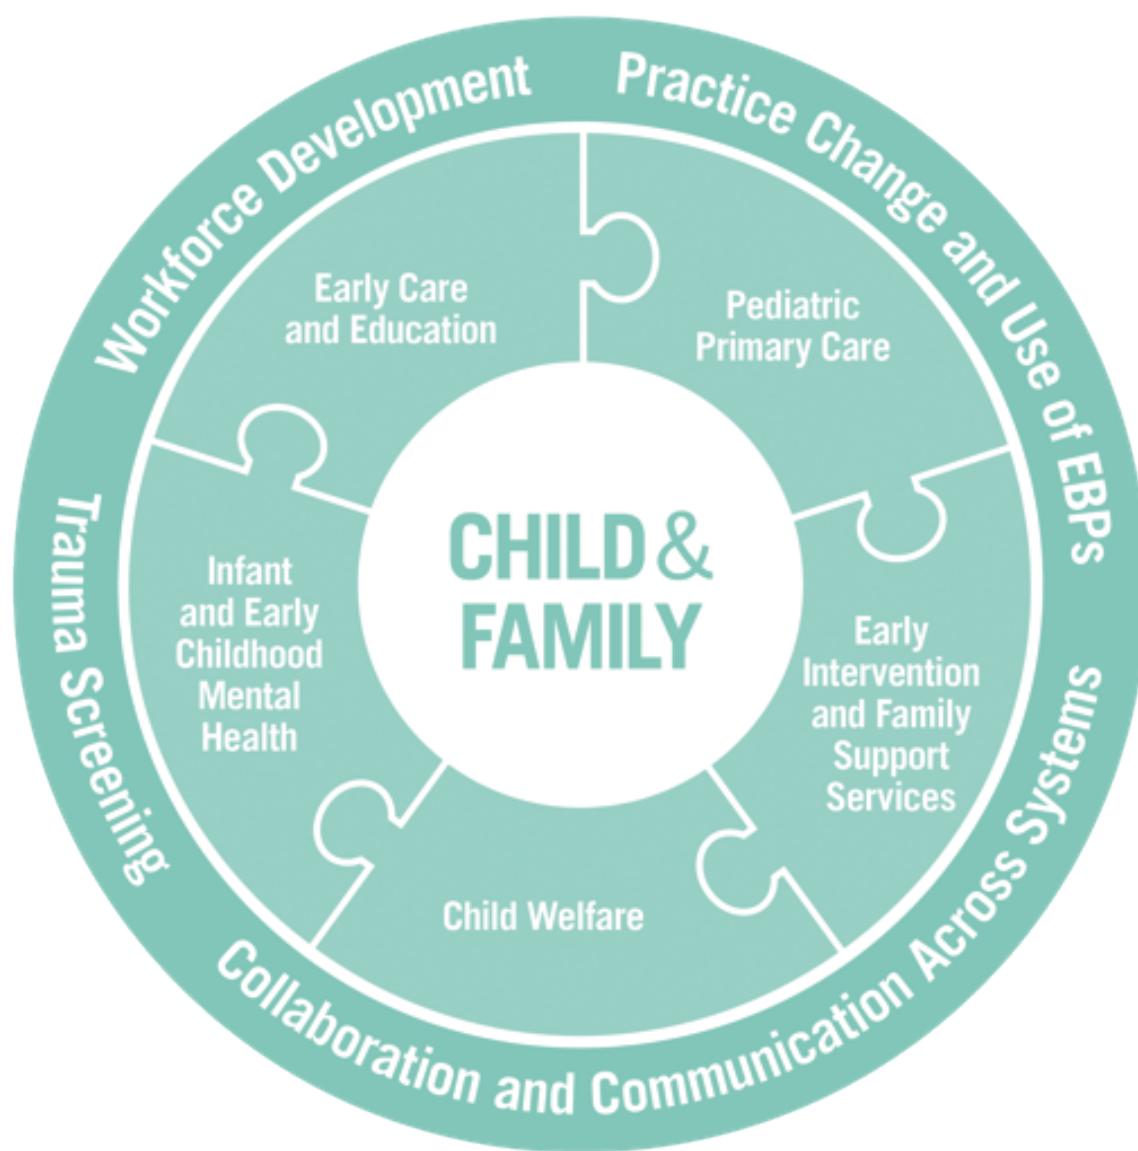 Workforce Development
Practice Change and Use of EBPs
Early Care
and Education
Pediatric
Primary Care
CHILD &
FAMILY
Infant
and Early
Childhood
Mental
Health
Early
Intervention
and Family
Support
Services
Child Welfare
Trauma Screening
Collaboration and Communication Across Systems